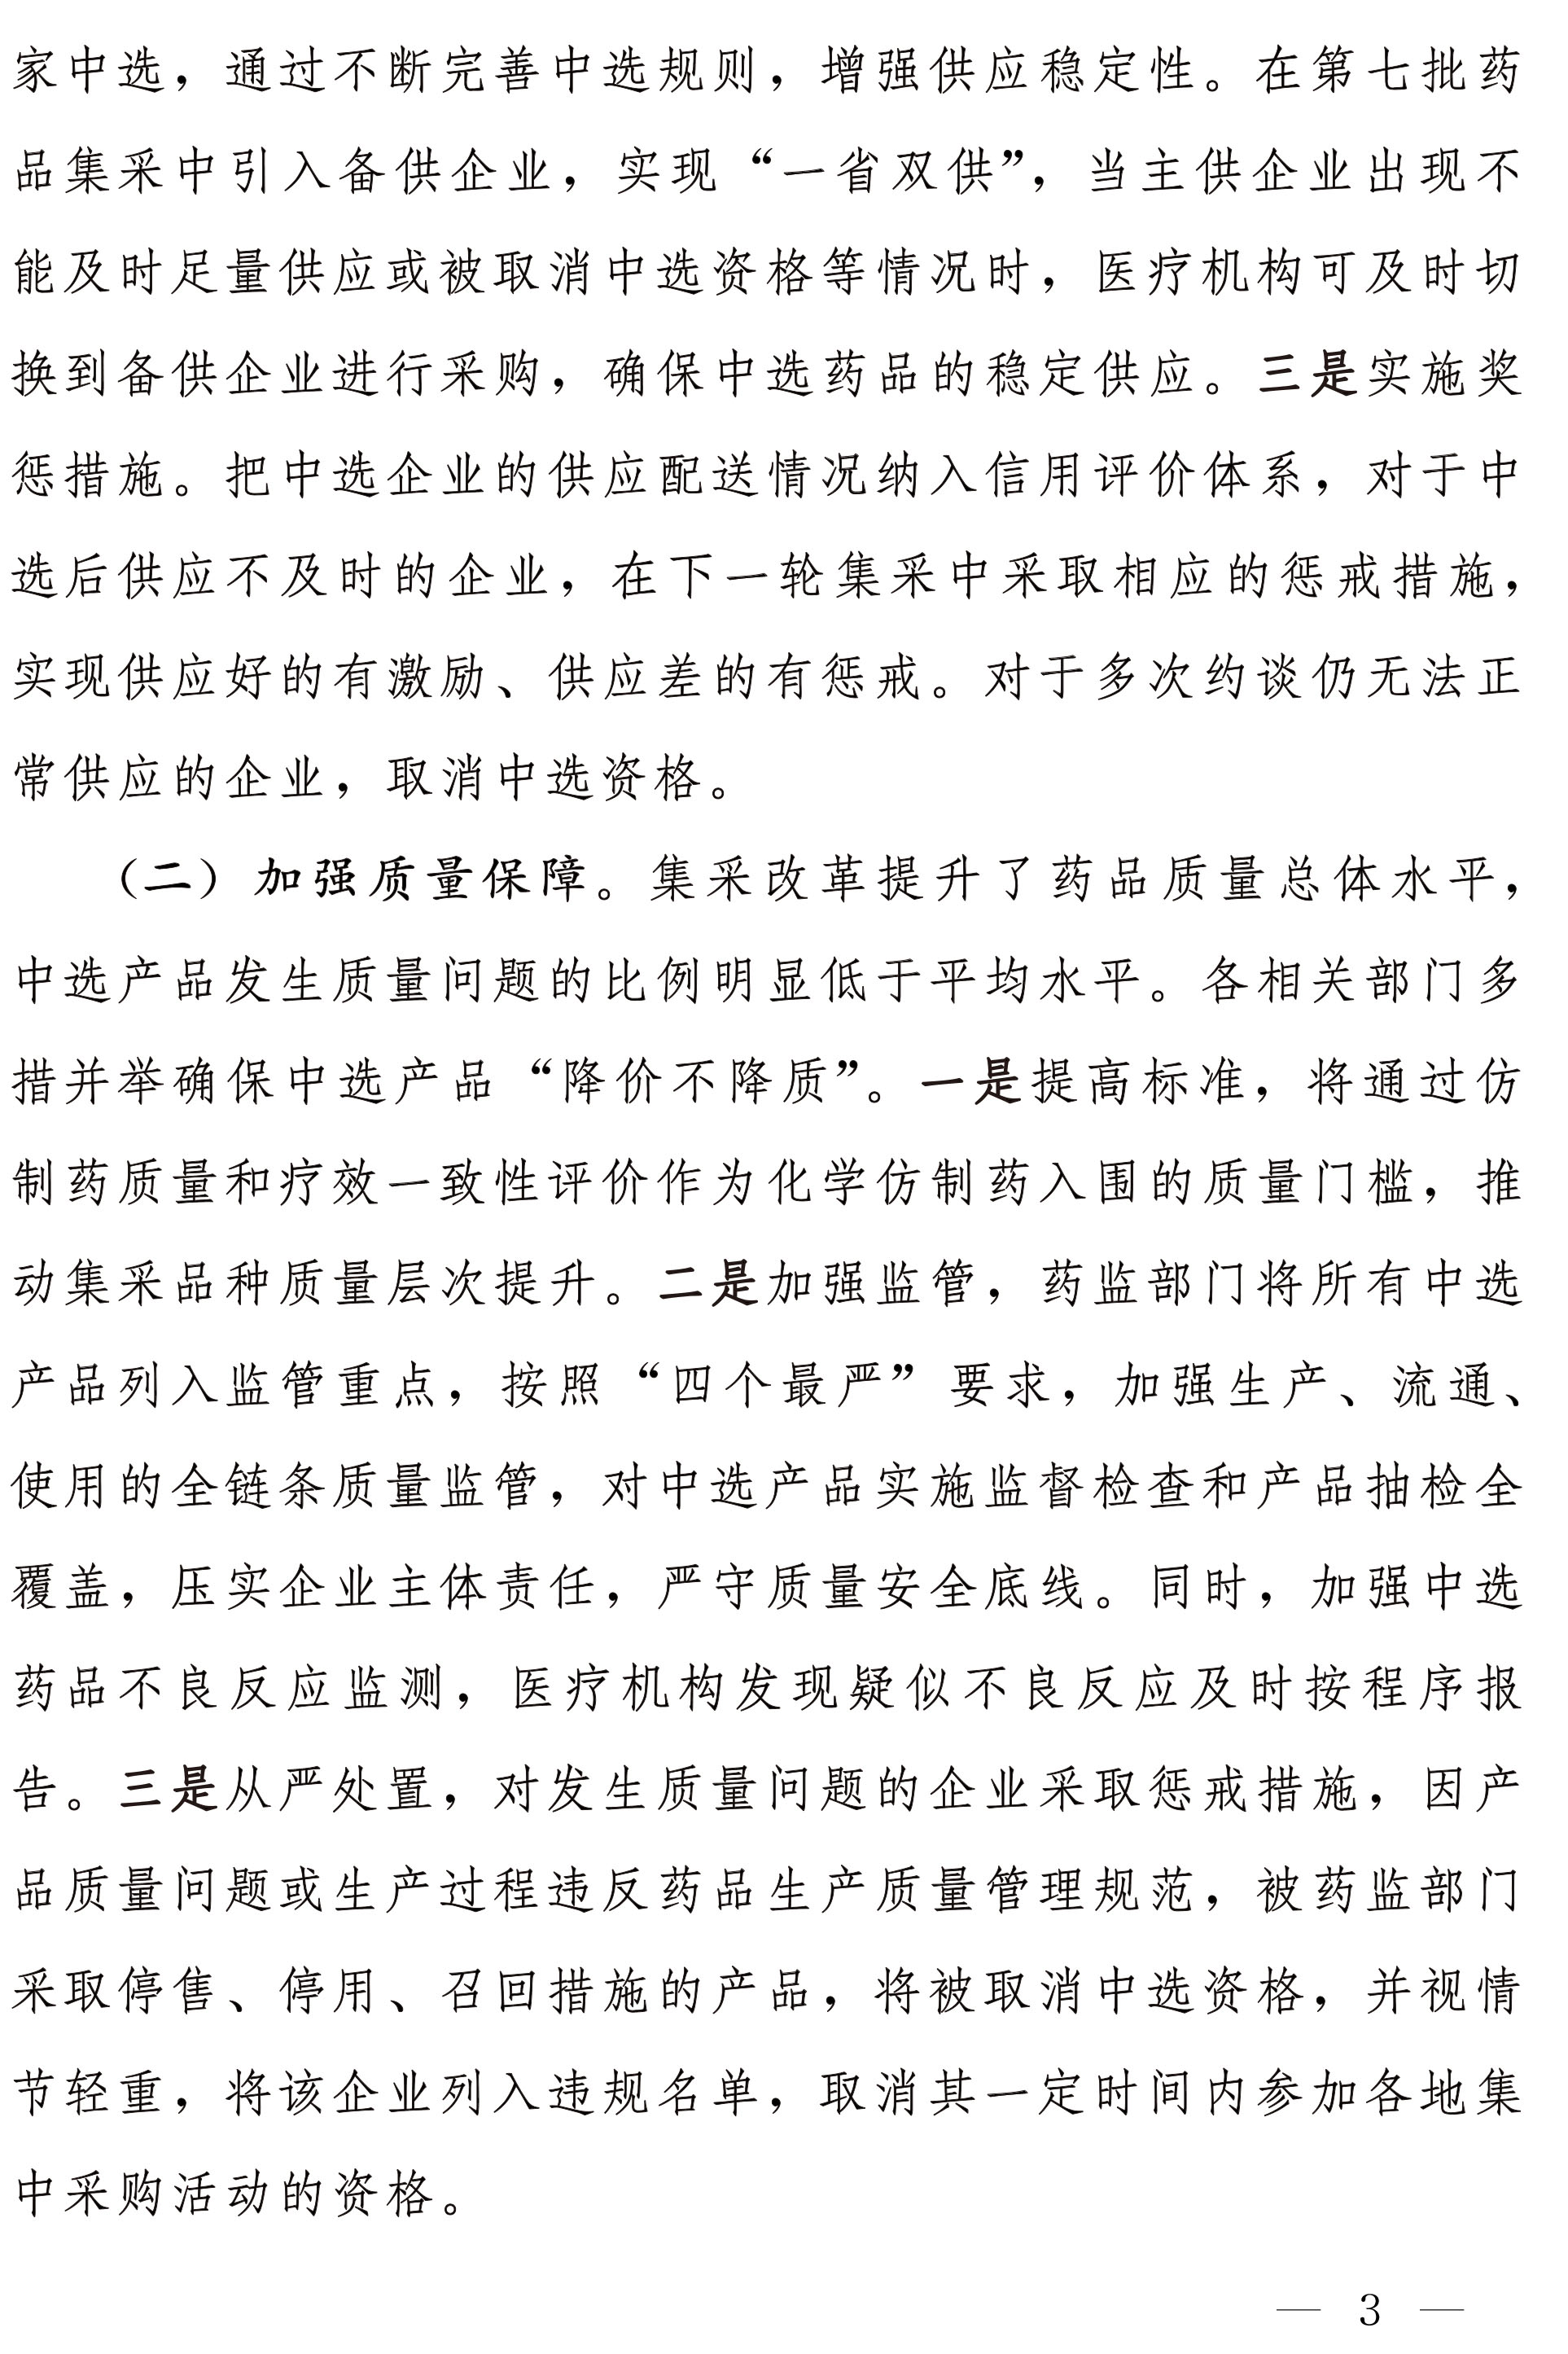 家中选，通过不断完善中选规则，增强供应稳定性。在第七批药
品集采中引入备供企业，实现“一省双供”，当主供企业出现不
能及时足量供应或被取消中选资格等情况时，医疗机构可及时切
换到备供企业进行采购，确保中选药品的稳定供应。三是实施奖
惩措施。把中选企业的供应配送情况纳入信用评价体系，对于中
选后供应不及时的企业，在下一轮集采中采取相应的惩戒措施，
实现供应好的有激励、供应差的有惩戒。对于多次约谈仍无法正
常供应的企业，取消中选资格。
（二）加强质量保障。集采改革提升了药品质量总体水平，
中选产品发生质量问题的比例明显低于平均水平。各相关部门多
措并举确保中选产品“降价不降质”。一是提高标准，将通过仿
制药质量和疗效一致性评价作为化学仿制药入围的质量门槛，推
动集采品种质量层次提升。二是加强监管，药监部门将所有中选
产品列入监管重点，按照“四个最严”要求，加强生产、流通、
使用的全链条质量监管，对中选产品实施监督检查和产品抽检全
覆盖，压实企业主体责任，严守质量安全底线。同时，加强中选
药品不良反应监测，医疗机构发现疑似不良反应及时按程序报
告。三是从严处置，对发生质量问题的企业采取惩戒措施，因产
品质量问题或生产过程违反药品生产质量管理规范，被药监部门
采取停售、停用、召回措施的产品，将被取消中选资格，并视情
节轻重，将该企业列入违规名单，取消其一定时间内参加各地集
中采购活动的资格。
— 3 —